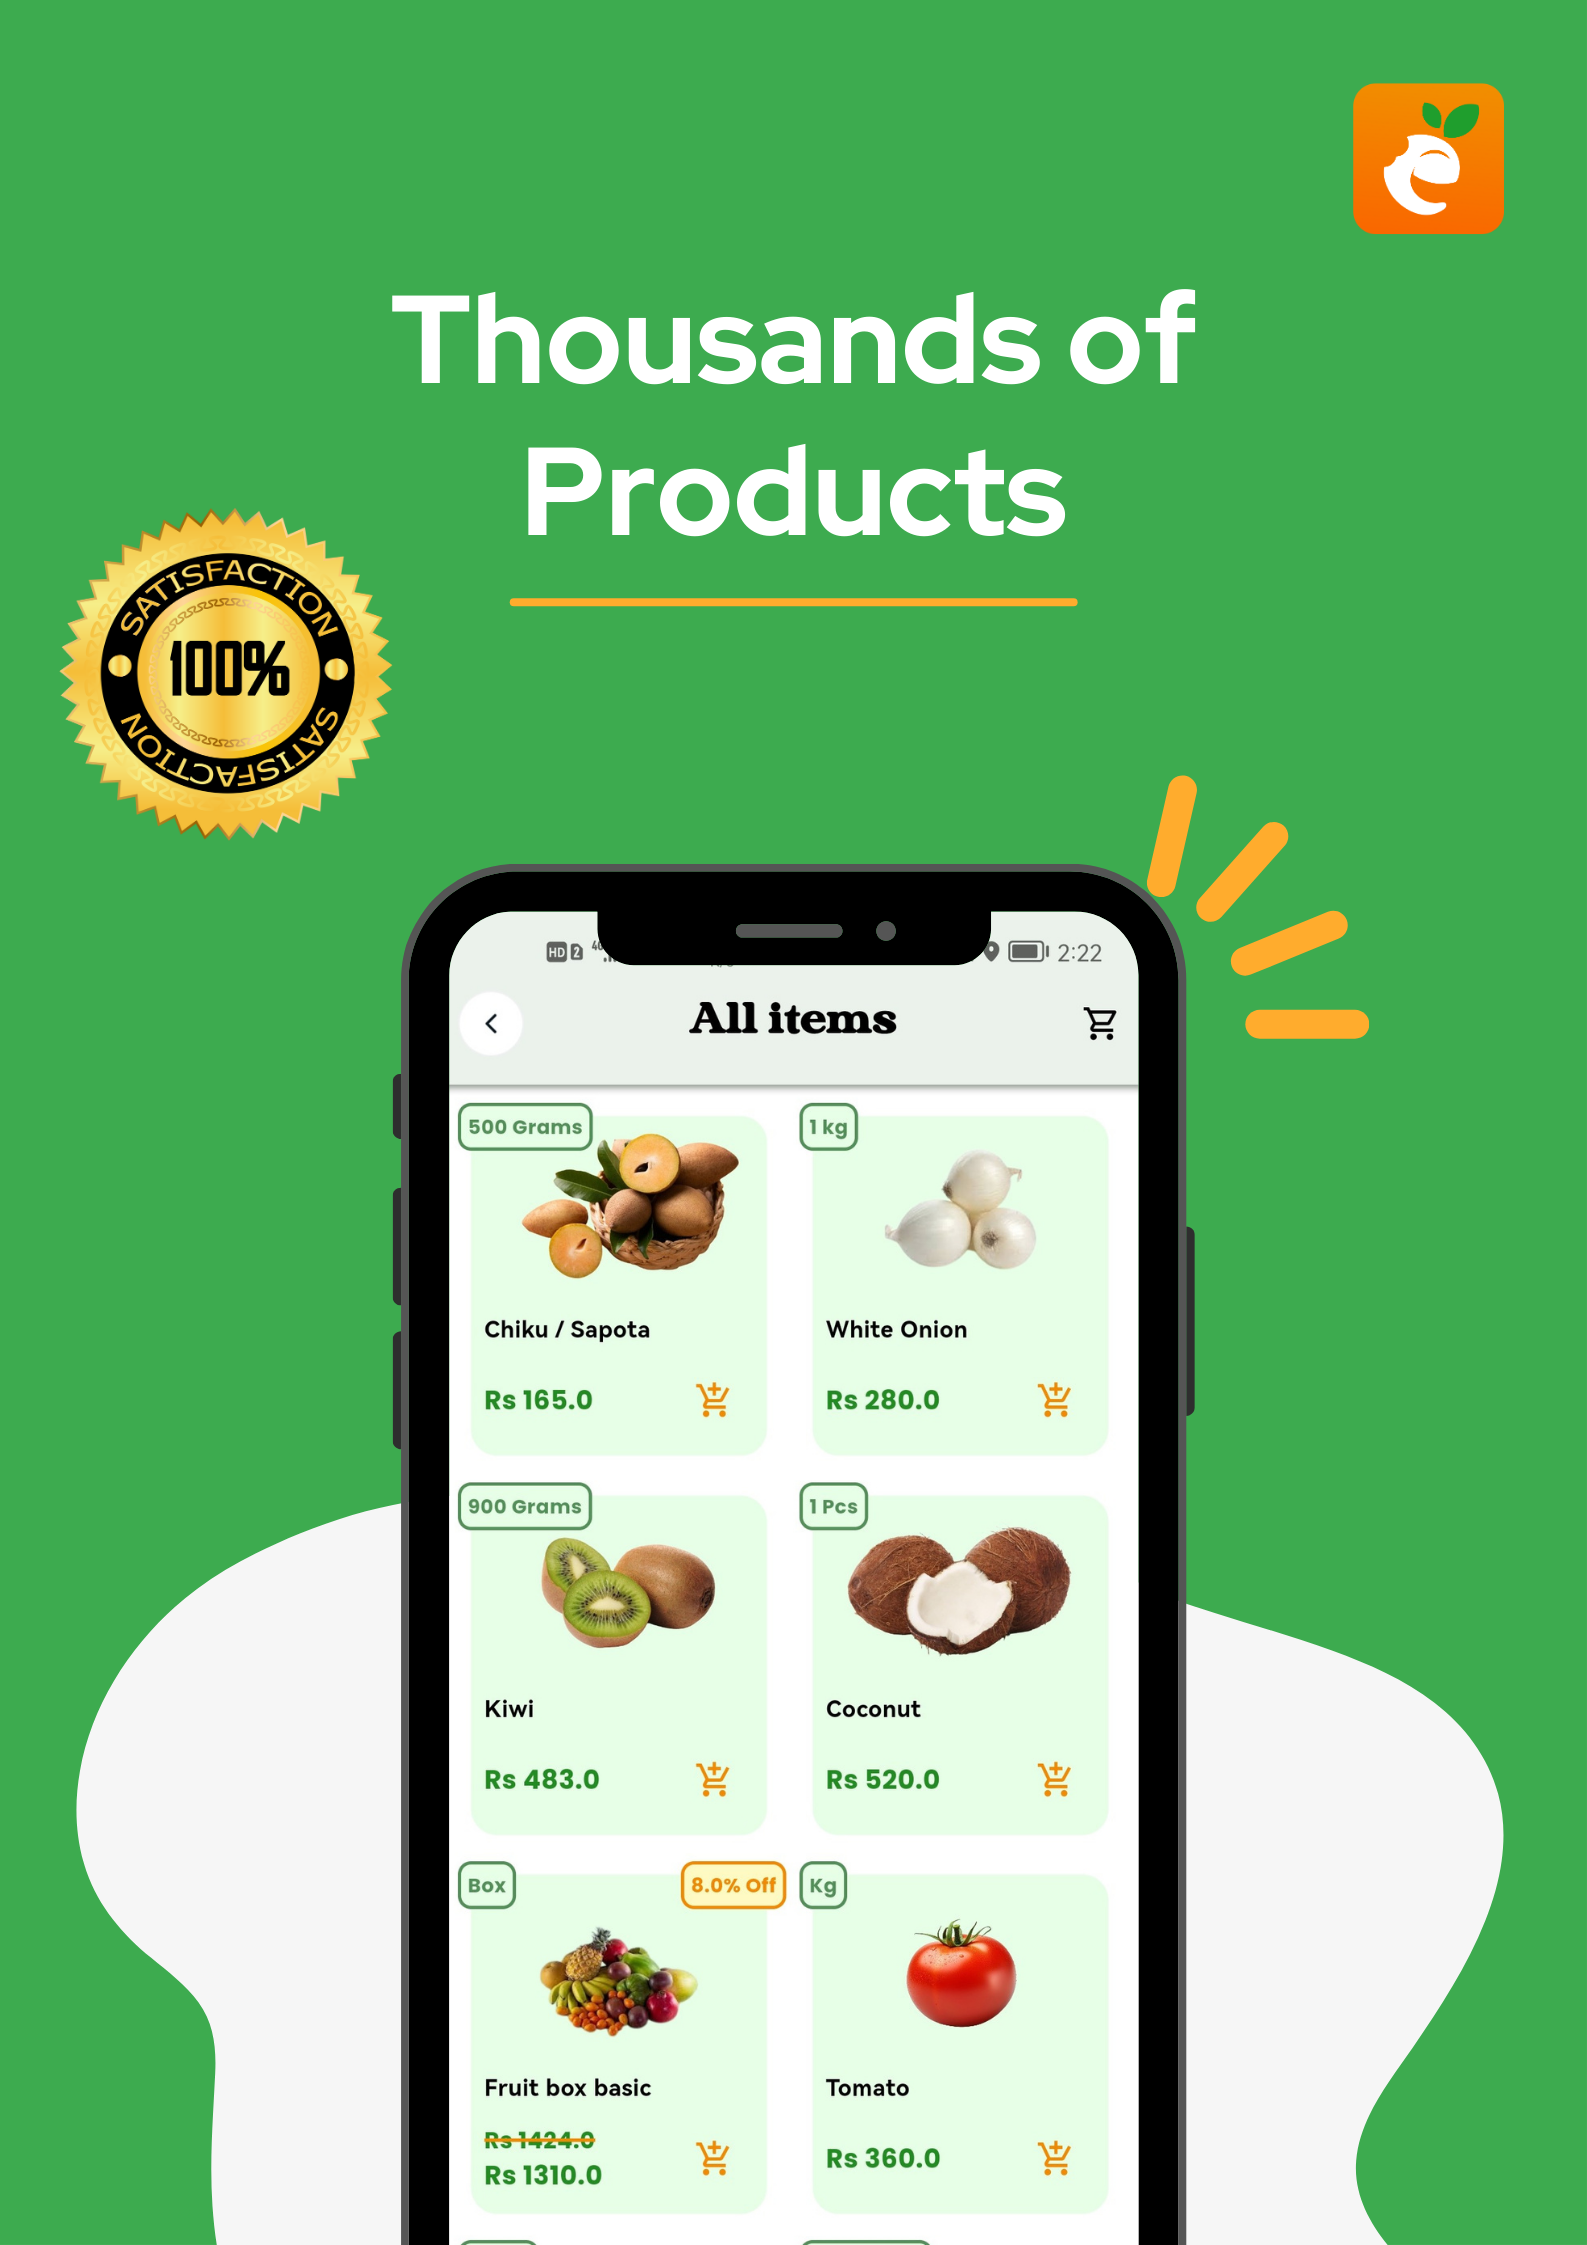 Thousands of
Products
SATISFACTION
100%
SATISFACTION
HD 2 2:22
All items
500 Grams
Chiku / Sapota
Rs 165.0
1 kg
White Onion
Rs 280.0
900 Grams
Kiwi
Rs 483.0
1 Pcs
Coconut
Rs 520.0
Box
8.0% Off
Fruit box basic
Rs 1424.0
Rs 1310.0
Kg
Tomato
Rs 360.0